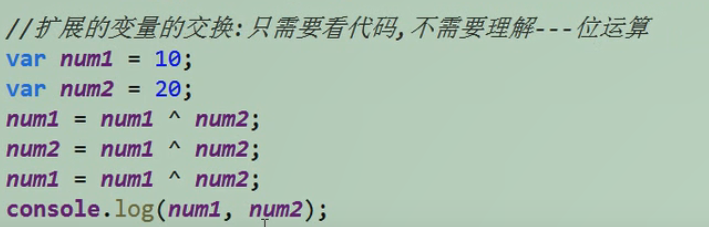 //扩展的变量的交换:只需要看代码,不需要理解---位运算
var num1 = 10;
var num2 = 20;
num1 = num1 ^ num2;
num2 = num1 ^ num2;
num1 = num1 ^ num2;
console.log(num1, num2);